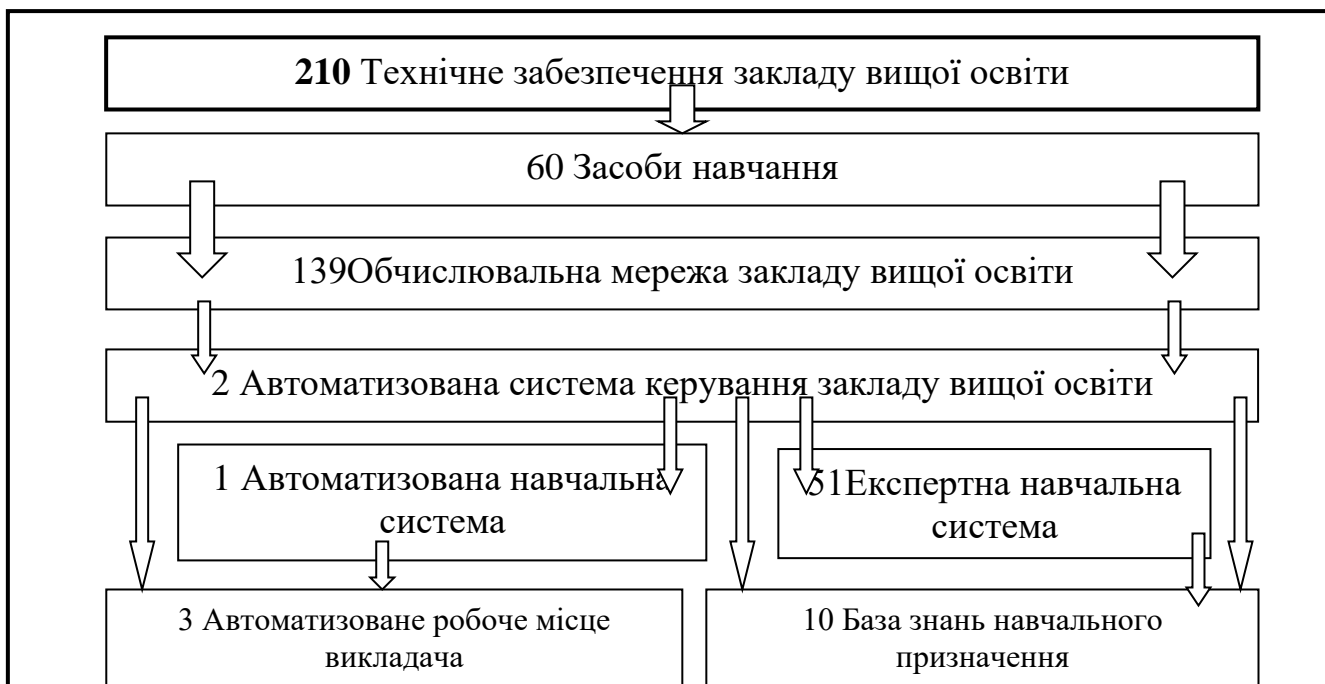 210 Технічне забезпечення закладу вищої освіти
60 Засоби навчання
139Обчислювальна мережа закладу вищої освіти
2 Автоматизована система керування закладу вищої освіти
1 Автоматизована навчальна
система
51Експертна навчальна
система
3 Автоматизоване робоче місце
викладача
10 База знань навчального
призначення